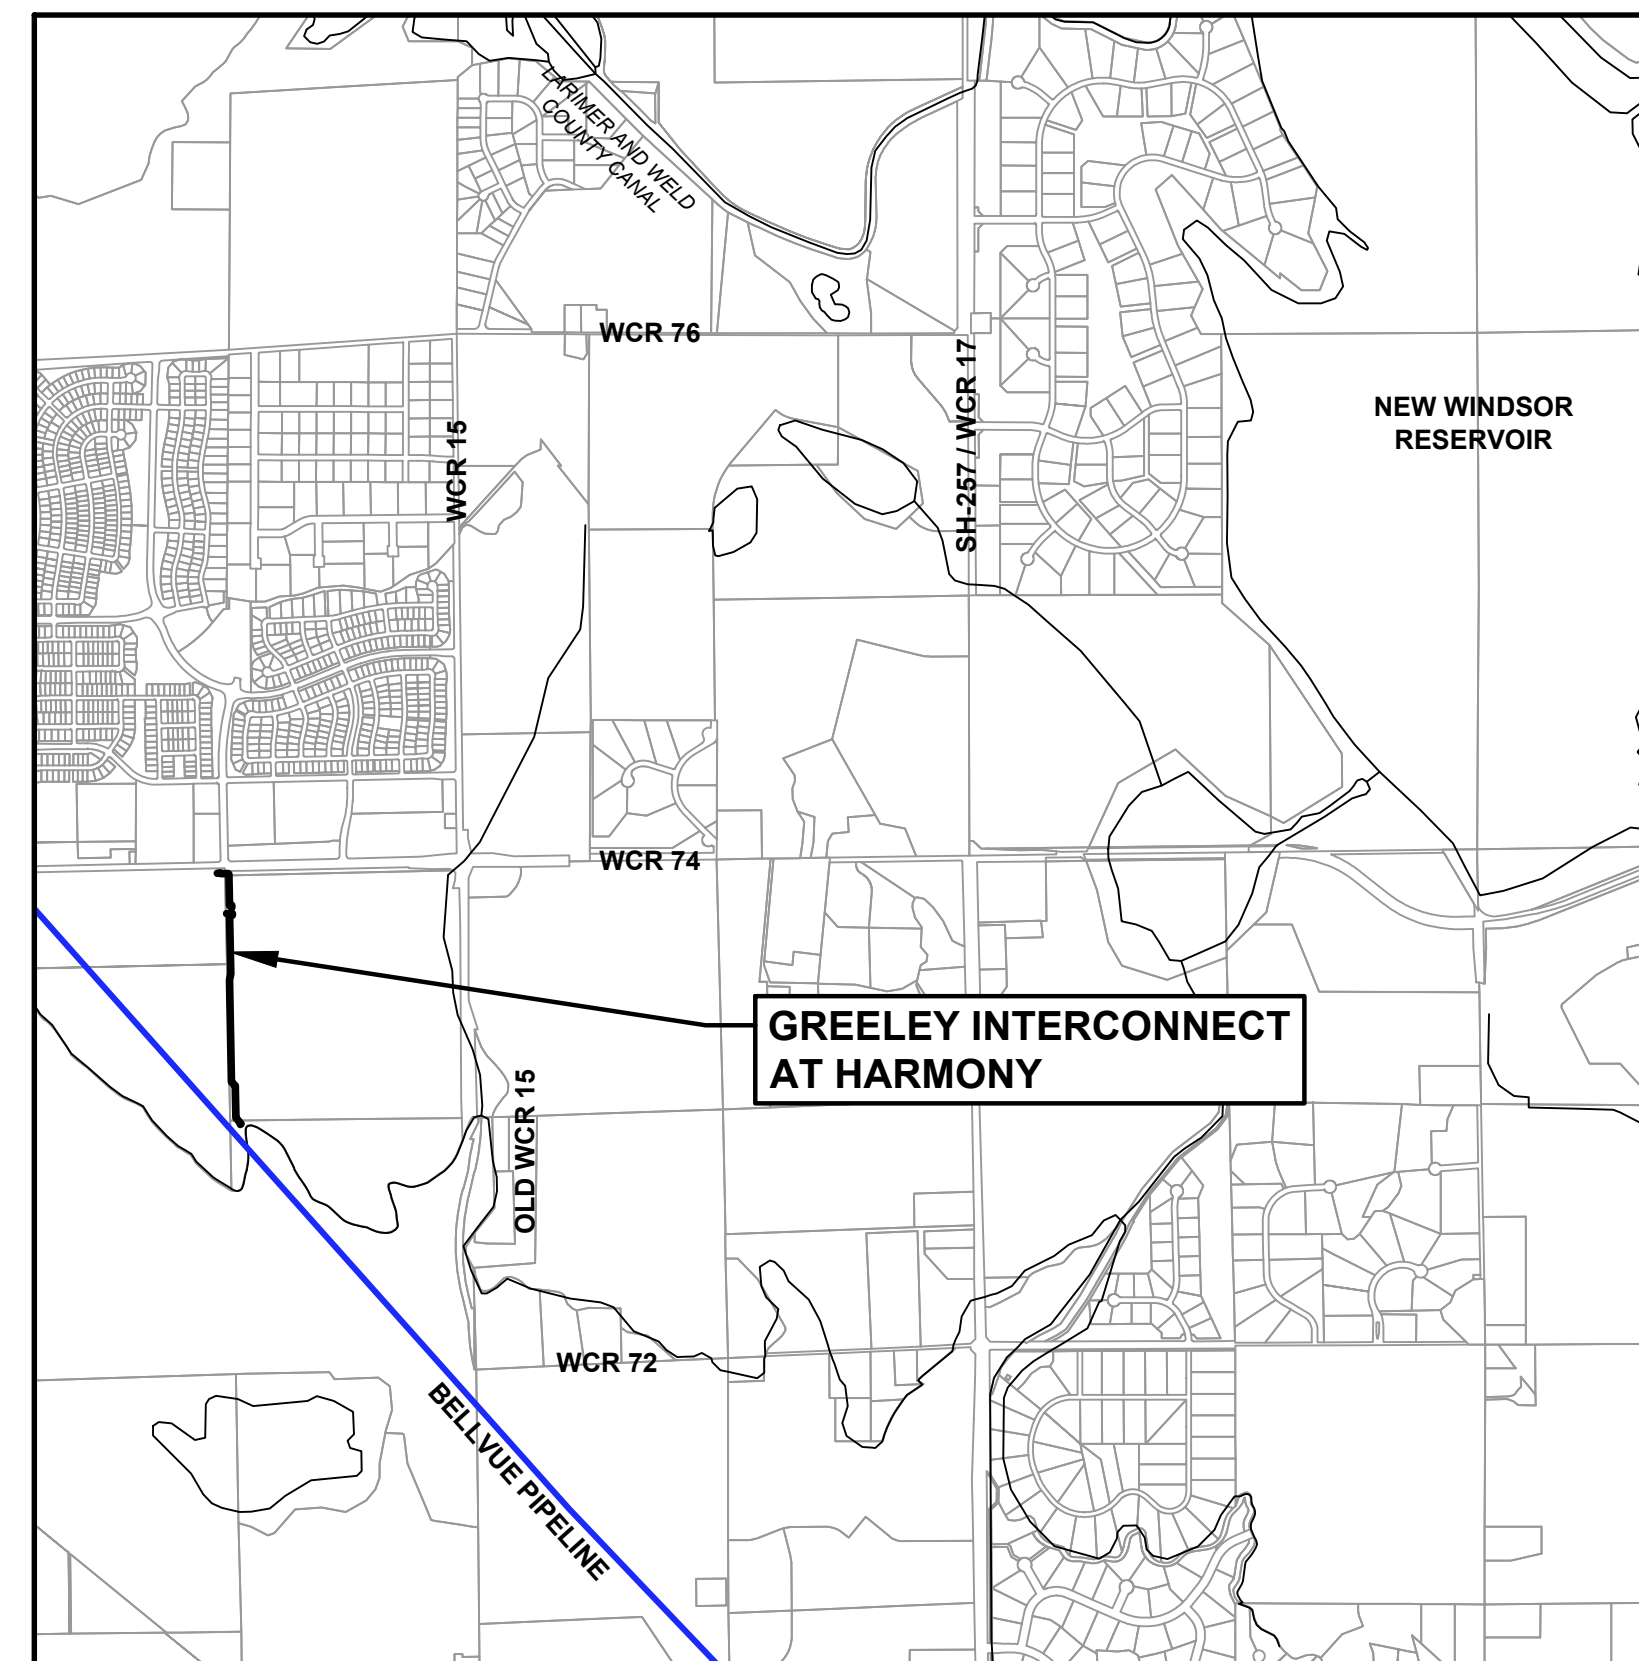 LARIMER AND WELD
COUNTY CANAL
WCR 76
SH-257 / WCR 17
NEW WINDSOR
RESERVOIR
WCR 15
WCR 74
GREELEY INTERCONNECT
AT HARMONY
OLD WCR 15
WCR 72
BELLVUE PIPELINE